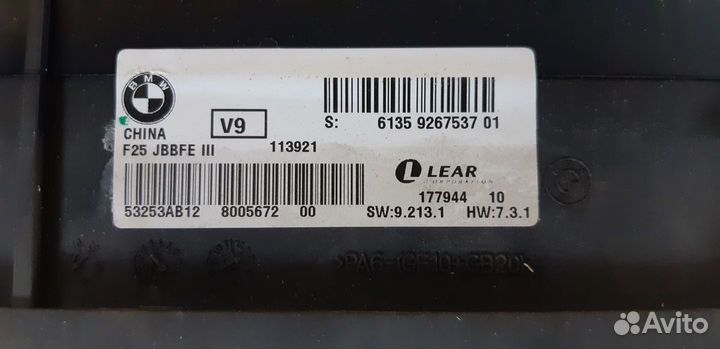 BMW
CHINA
V9
S: 6135 9267537 01
F25 JBBFE III 113921
LEAR
CORPORATION
177944 10
53253AB12 8005672 00
SW:9.213.1 HW:7.3.1
Avito